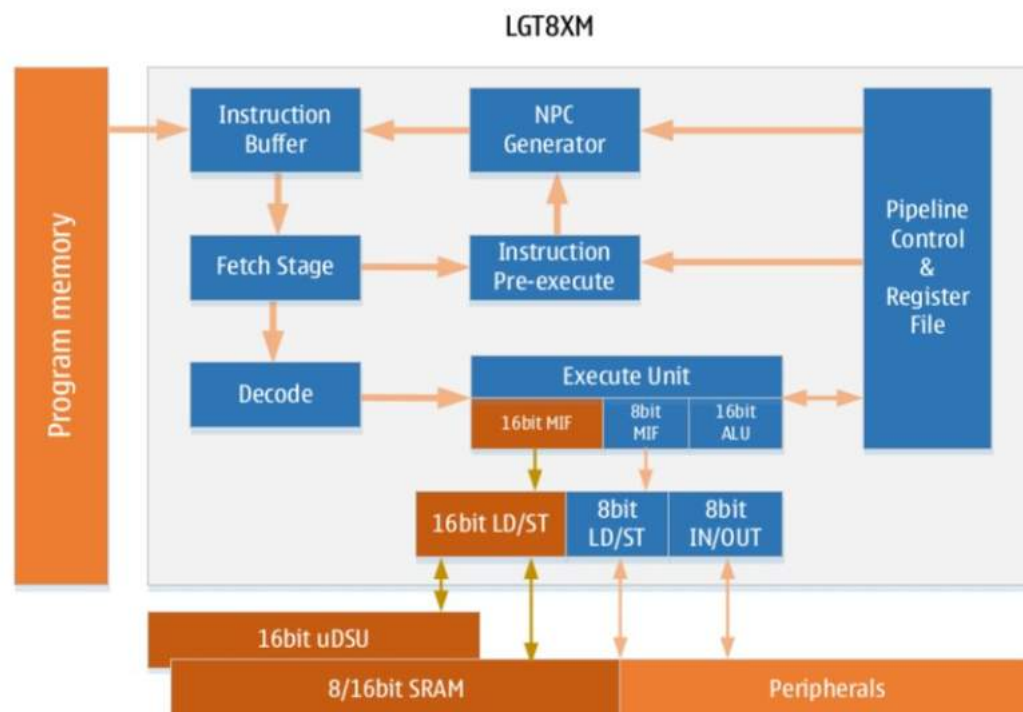 LGT8XM
Program memory
Instruction
Buffer
NPC
Generator
Pipeline
Control
&
Register
File
Fetch Stage
Instruction
Pre-execute
Decode
Execute Unit
16bit MIF
8bit
MIF
16bit
ALU
16bit LD/ST
8bit
LD/ST
8bit
IN/OUT
16bit uDSU
8/16bit SRAM
Peripherals